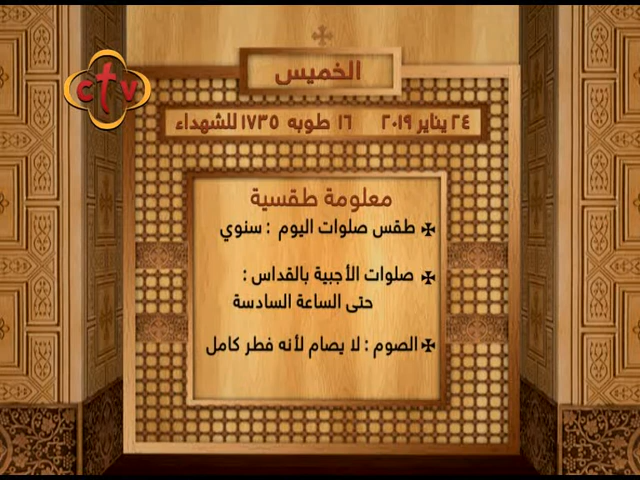 ctv
الخميس
٢٤ يناير ٢٠١٩ ١٦ طوبه ١٧٣٥ للشهداء
معلومة طقسية
طقس صلوات اليوم : سنوي
صلوات الأجبية بالقداس :
حتى الساعة السادسة
الصوم : لا يصام لأنه فطر كامل